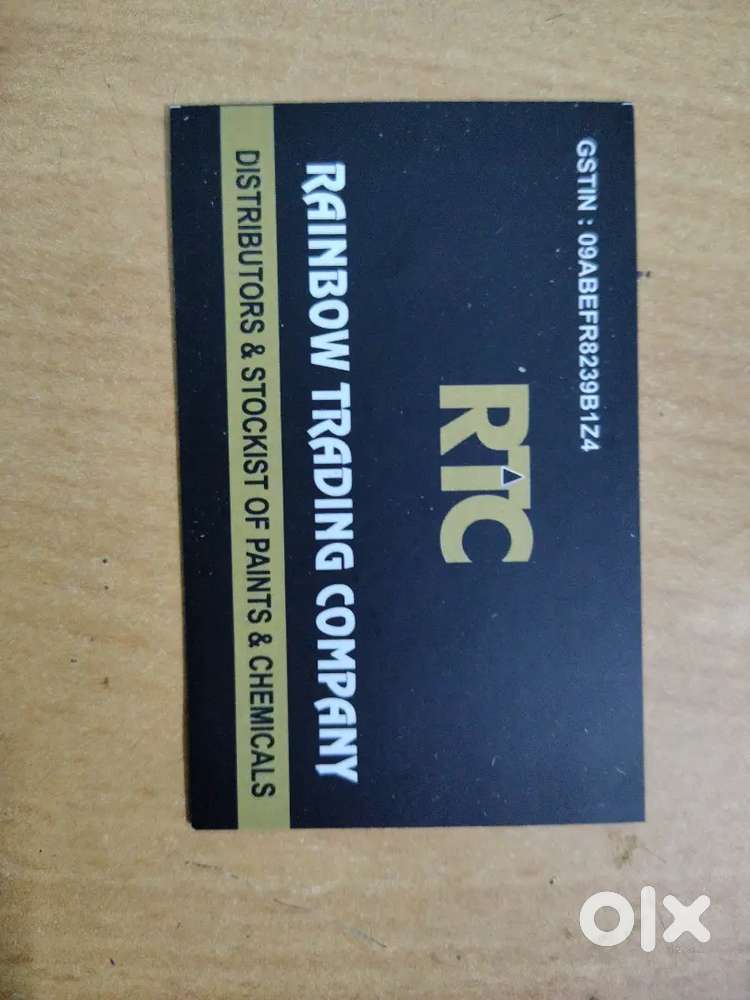 GSTIN : 09ABEFR8239B1Z4
RTC
RAINBOW TRADING COMPANY
DISTRIBUTORS & STOCKIST OF PAINTS & CHEMICALS
olx